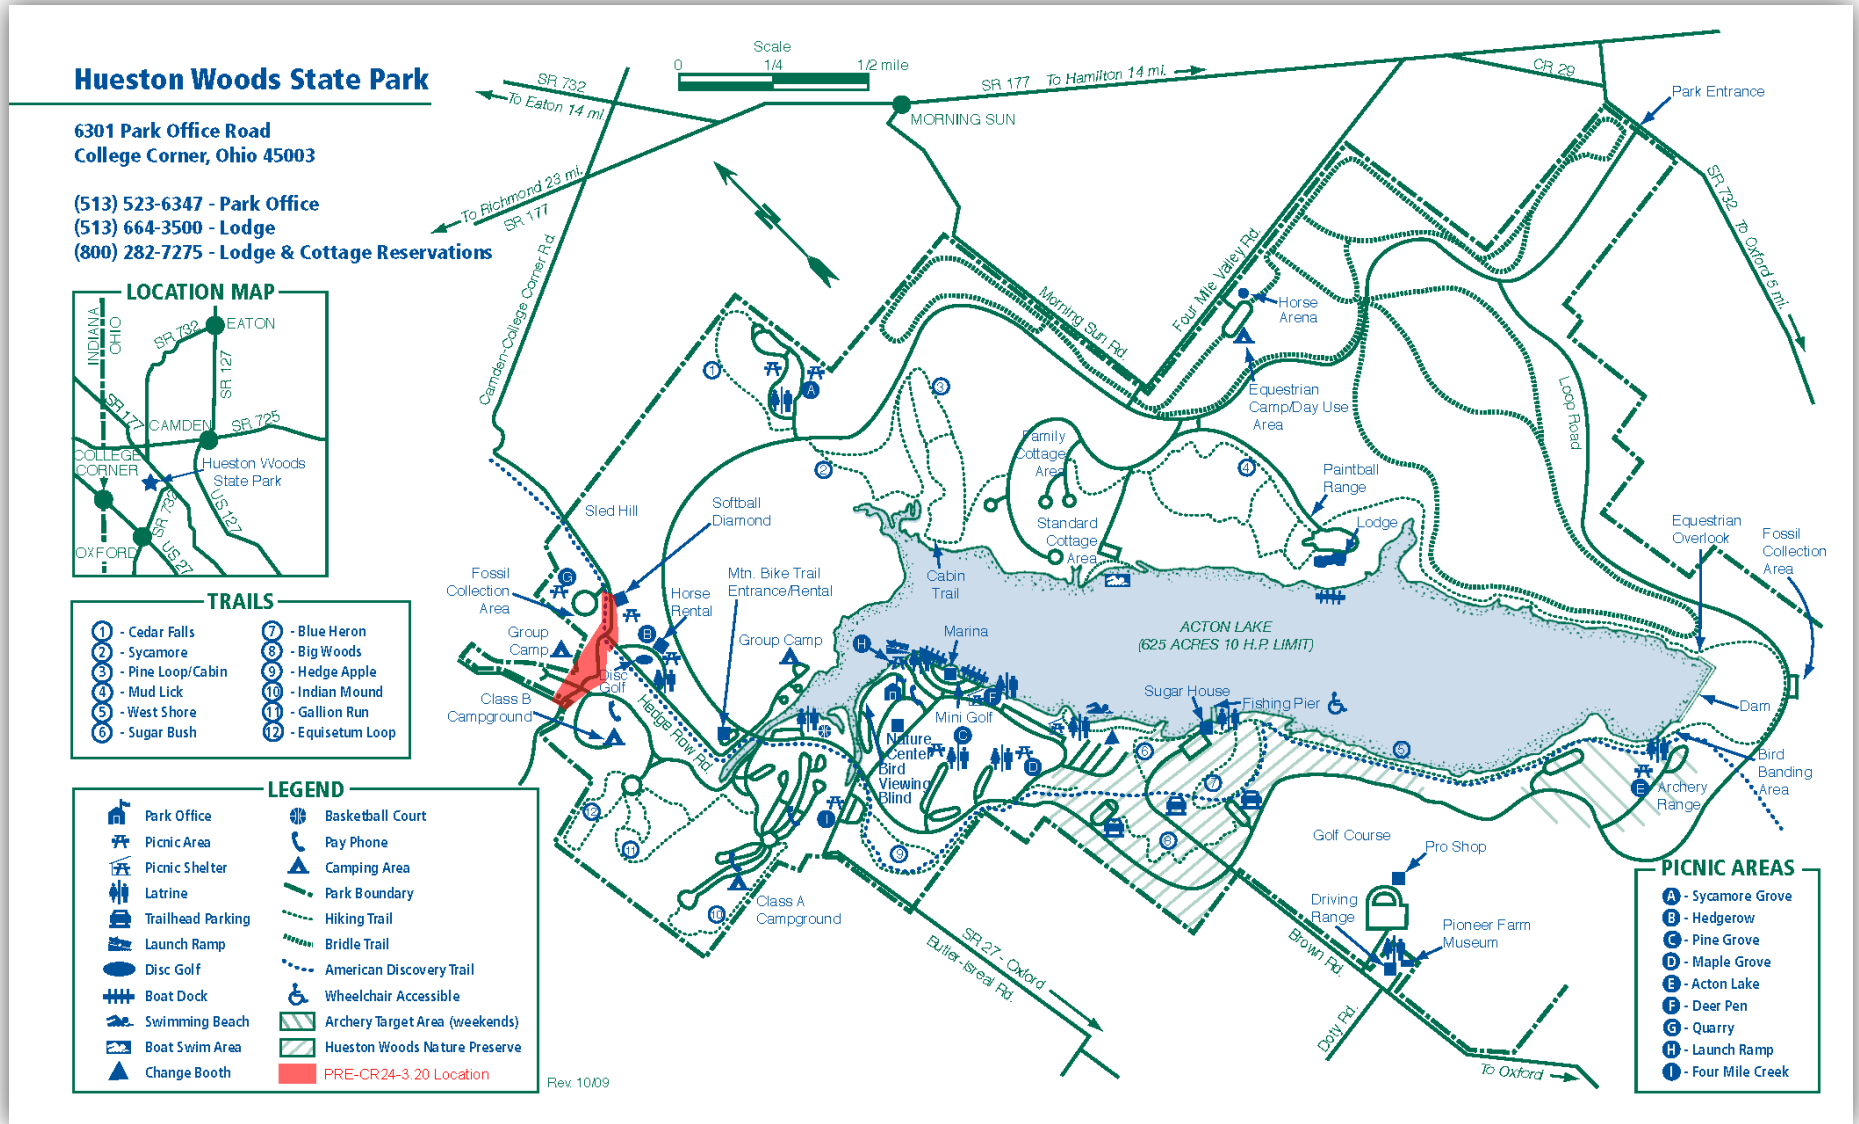 Hueston Woods State Park
6301 Park Office Road
College Corner, Ohio 45003
(513) 523-6347 - Park Office
(513) 664-3500 - Lodge
(800) 282-7275 - Lodge & Cottage Reservations
Scale
0 1/4 1/2 mile
SR 732
To Eaton 14 mi.
SR 177 To Hamilton 14 mi.
CR 29
MORNING SUN
Park Entrance
To Richmond 23 mi.
SR 177
SR 732 To Oxford 5 mi.
Camden-College Corner Rd.
Morning Sun Rd.
Four Mile Valley Rd.
Horse
Arena
Equestrian
Camp/Day Use
Area
Loop Road
LOCATION MAP
INDIANA
OHIO
SR 732
EATON
SR 127
SR 177
CAMDEN
SR 725
COLLEGE
CORNER
Hueston Woods
State Park
SR 732
US 127
OXFORD
US 27
1
2
3
4
Family
Cottage
Area
Standard
Cottage
Area
Paintball
Range
Lodge
Equestrian
Overlook
Fossil
Collection
Area
A
Sled Hill
Softball
Diamond
Fossil
Collection
Area
G
Horse
Rental
Mtn. Bike Trail
Entrance/Rental
Cabin
Trail
Group
Camp
B
Group Camp
H
Marina
ACTON LAKE
(625 ACRES 10 H.P. LIMIT)
Disc
Golf
Class B
Campground
Hedge Row Rd.
F
Mini Golf
Sugar House
Fishing Pier
Dam
Nature
Center
Bird
Viewing
Blind
C
D
6
5
7
8
Bird
Banding
Area
E
Archery
Range
12
11
10
9
I
Class A
Campground
Golf Course
Pro Shop
Driving
Range
Pioneer Farm
Museum
Brown Rd.
Doty Rd.
SR 27 - Oxford
Butler-Isreal Rd.
To Oxford
TRAILS
1 - Cedar Falls
2 - Sycamore
3 - Pine Loop/Cabin
4 - Mud Lick
5 - West Shore
6 - Sugar Bush
7 - Blue Heron
8 - Big Woods
9 - Hedge Apple
10 - Indian Mound
11 - Gallion Run
12 - Equisetum Loop
LEGEND
Park Office
Picnic Area
Picnic Shelter
Latrine
Trailhead Parking
Launch Ramp
Disc Golf
Boat Dock
Swimming Beach
Boat Swim Area
Change Booth
Basketball Court
Pay Phone
Camping Area
Park Boundary
Hiking Trail
Bridle Trail
American Discovery Trail
Wheelchair Accessible
Archery Target Area (weekends)
Hueston Woods Nature Preserve
PRE-CR24-3.20 Location
Rev. 10/09
PICNIC AREAS
A - Sycamore Grove
B - Hedgerow
C - Pine Grove
D - Maple Grove
E - Acton Lake
F - Deer Pen
G - Quarry
H - Launch Ramp
I - Four Mile Creek